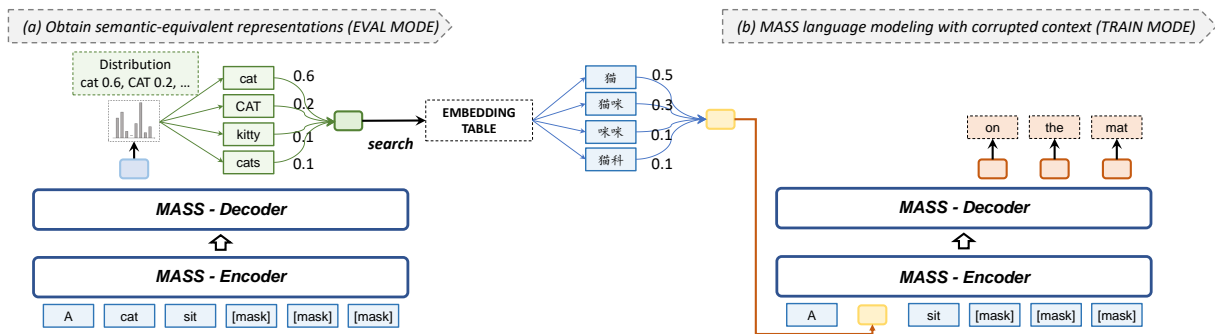 (a) Obtain semantic-equivalent representations (EVAL MODE)
Distribution
cat 0.6, CAT 0.2, ...
cat
CAT
kitty
cats
0.6
0.2
0.1
0.1
search
EMBEDDING
TABLE
猫
猫咪
咪咪
猫科
0.5
0.3
0.1
0.1
MASS - Decoder
MASS - Encoder
A cat sit [mask] [mask] [mask]
(b) MASS language modeling with corrupted context (TRAIN MODE)
on the mat
MASS - Decoder
MASS - Encoder
A sit [mask] [mask] [mask]